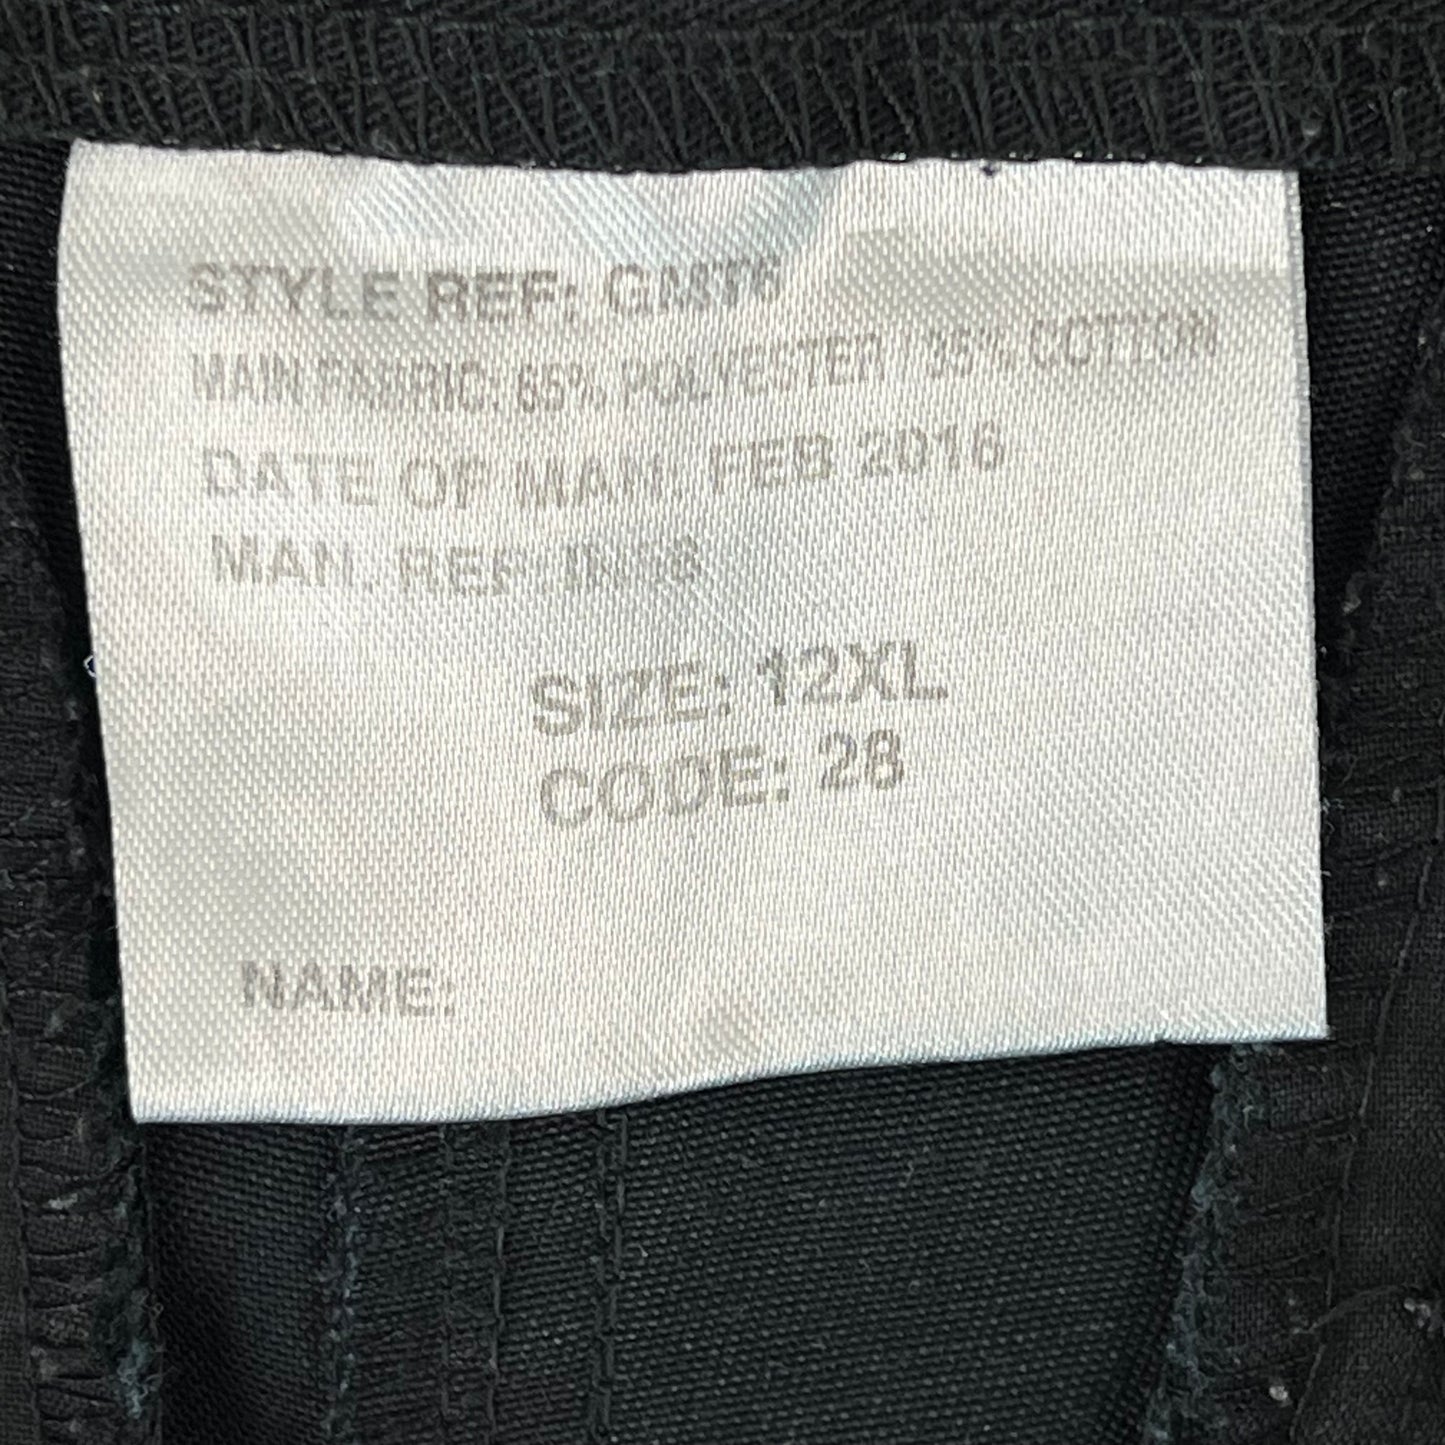 STYLE REF:
MAIN FABRIC: 65% POLYESTER 35% COTTON
DATE OF MAN: FEB 2016
MAN. REF:
SIZE: 12XL
CODE: 28
NAME: